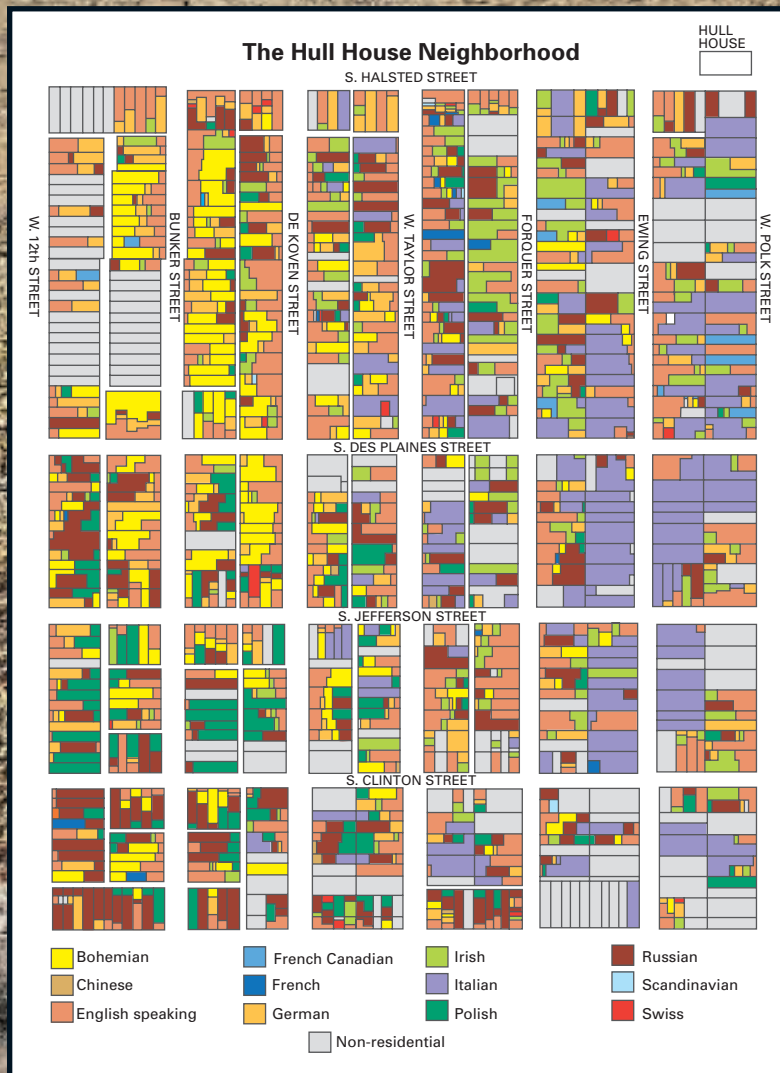 HULL
HOUSE
The Hull House Neighborhood
S. HALSTED STREET
W. 12th STREET
BUNKER STREET
DE KOVEN STREET
W. TAYLOR STREET
FORQUER STREET
EWING STREET
W. POLK STREET
S. DES PLAINES STREET
S. JEFFERSON STREET
S. CLINTON STREET
Bohemian
Chinese
English speaking
French Canadian
French
German
Irish
Italian
Polish
Russian
Scandinavian
Swiss
Non-residential